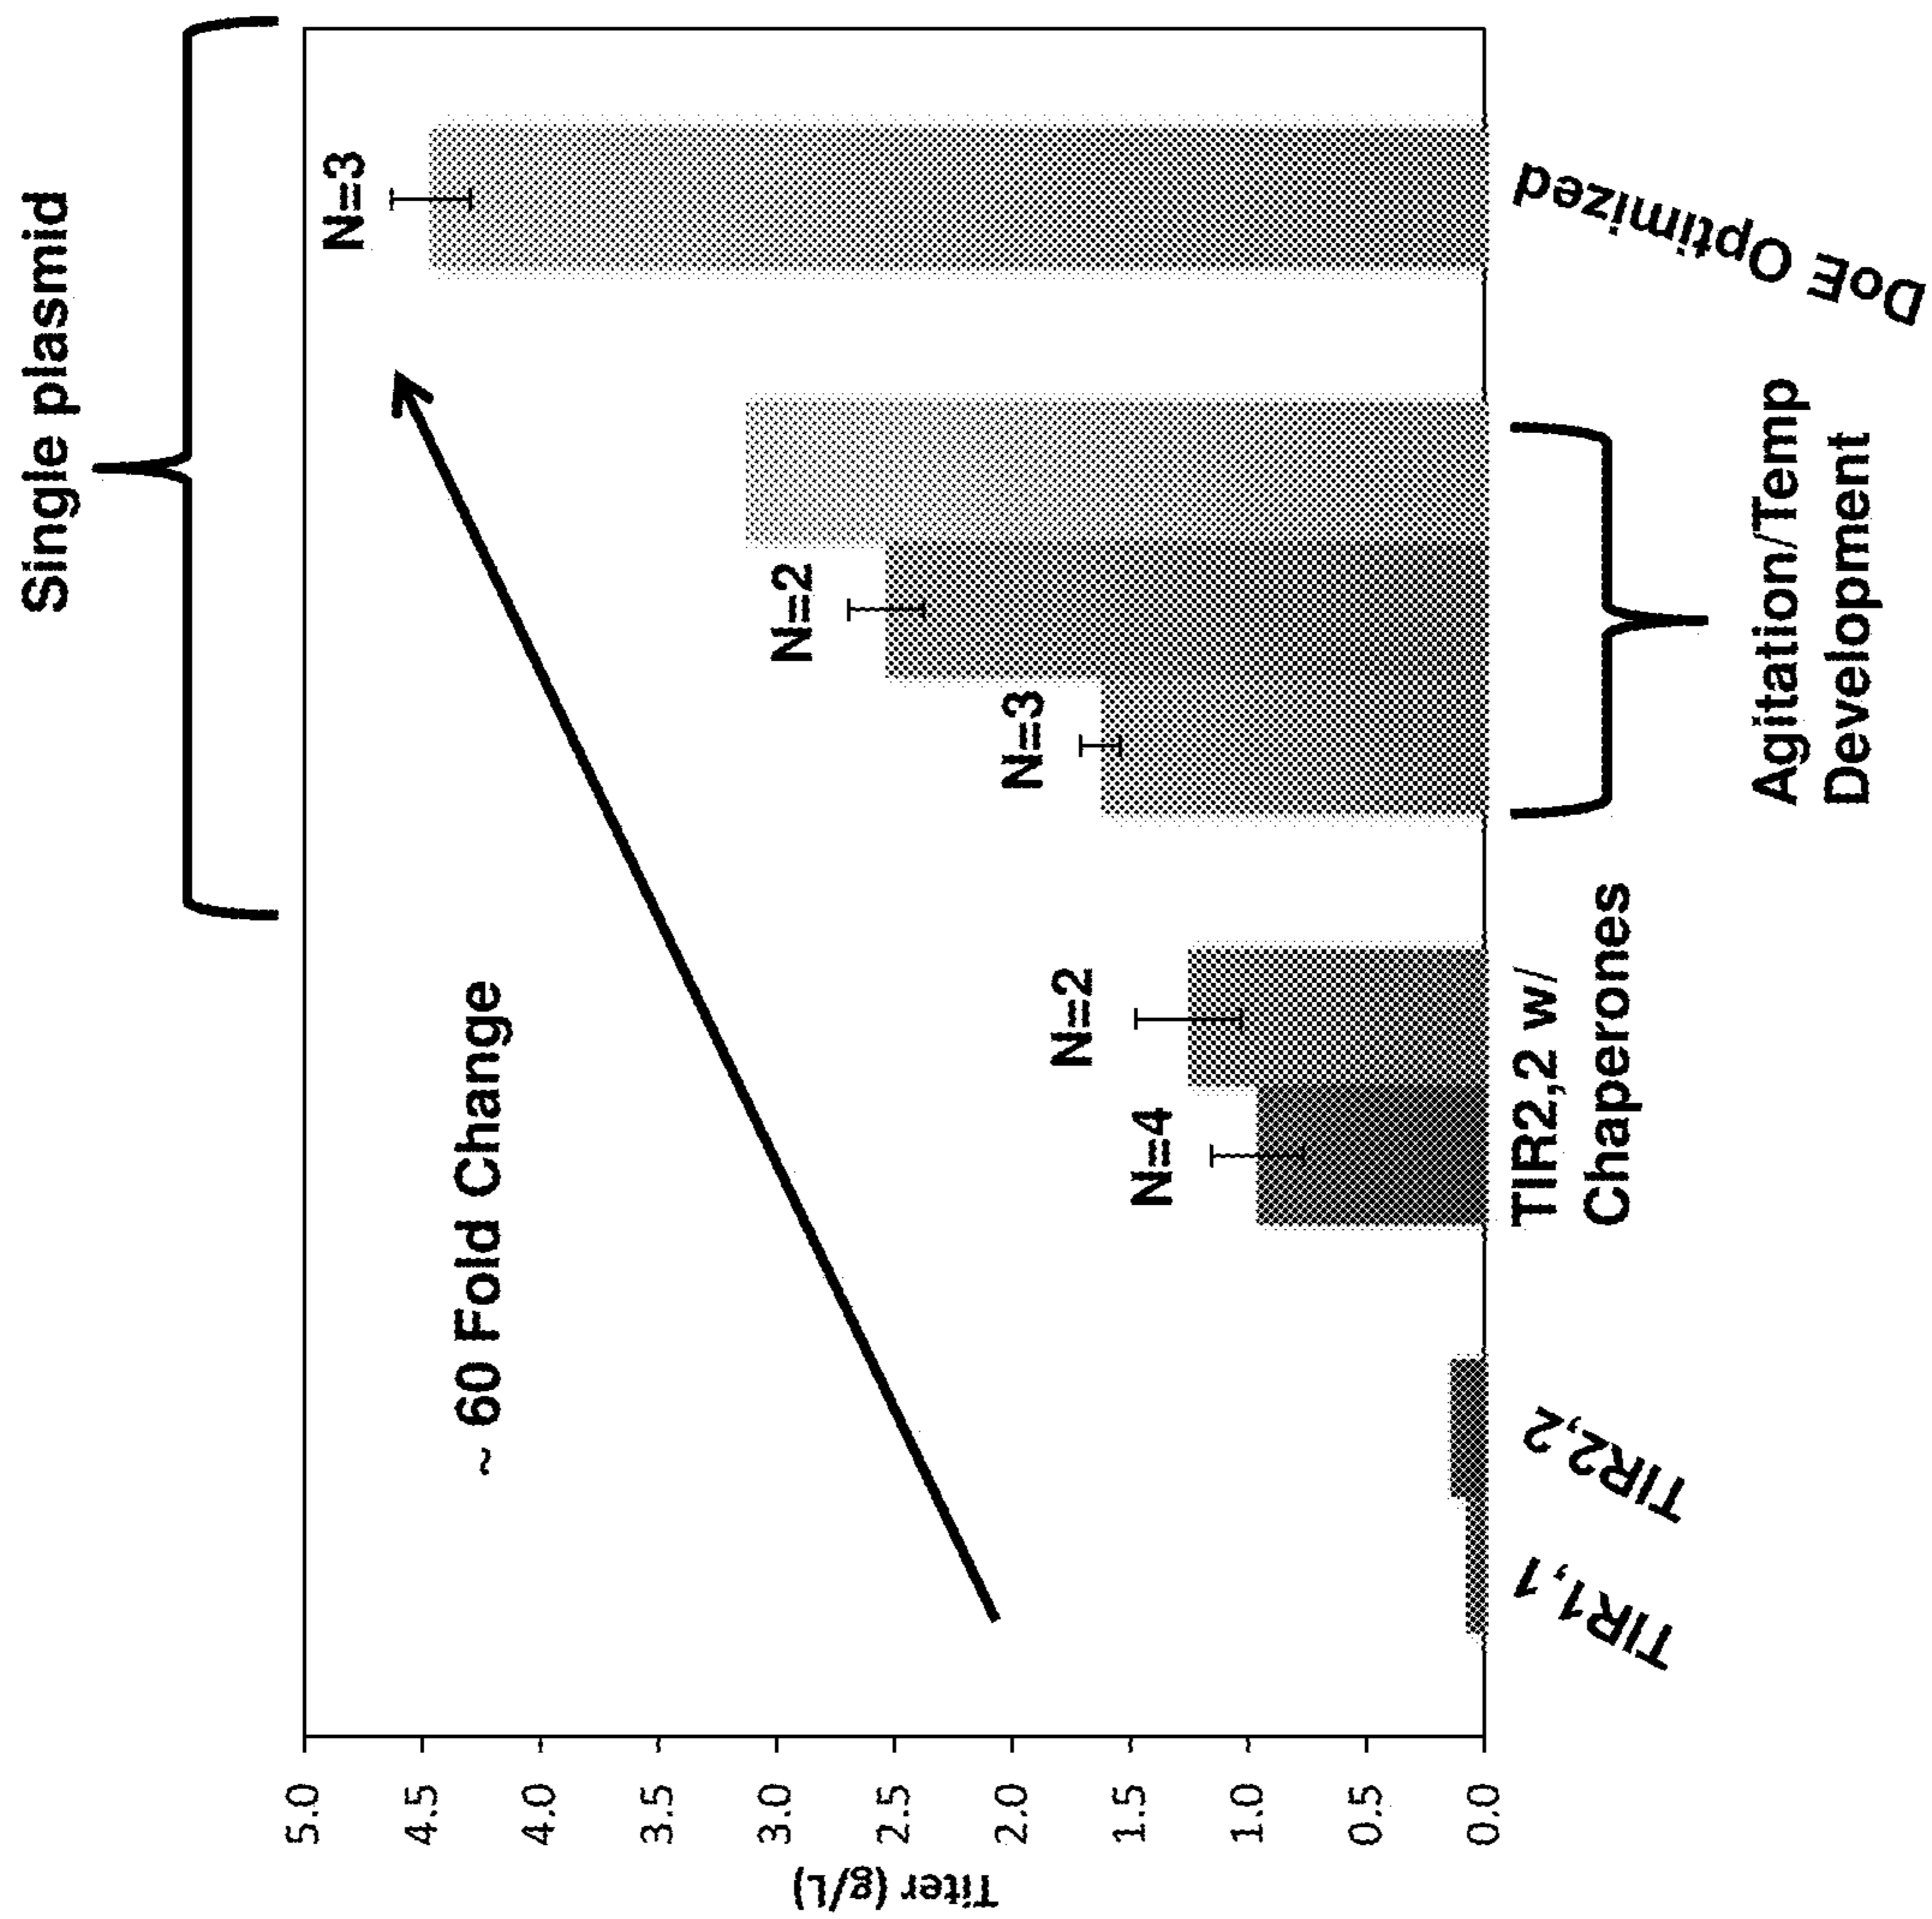 Single plasmid
~ 60 Fold Change
N=4
N=2
N=3
N=2
N=3
Titer (g/L)
5.0
4.5
4.0
3.5
3.0
2.5
2.0
1.5
1.0
0.5
0.0
TIR1,1
TIR2,2
TIR2,2 w/
Chaperones
Agitation/Temp
Development
DoE Optimized